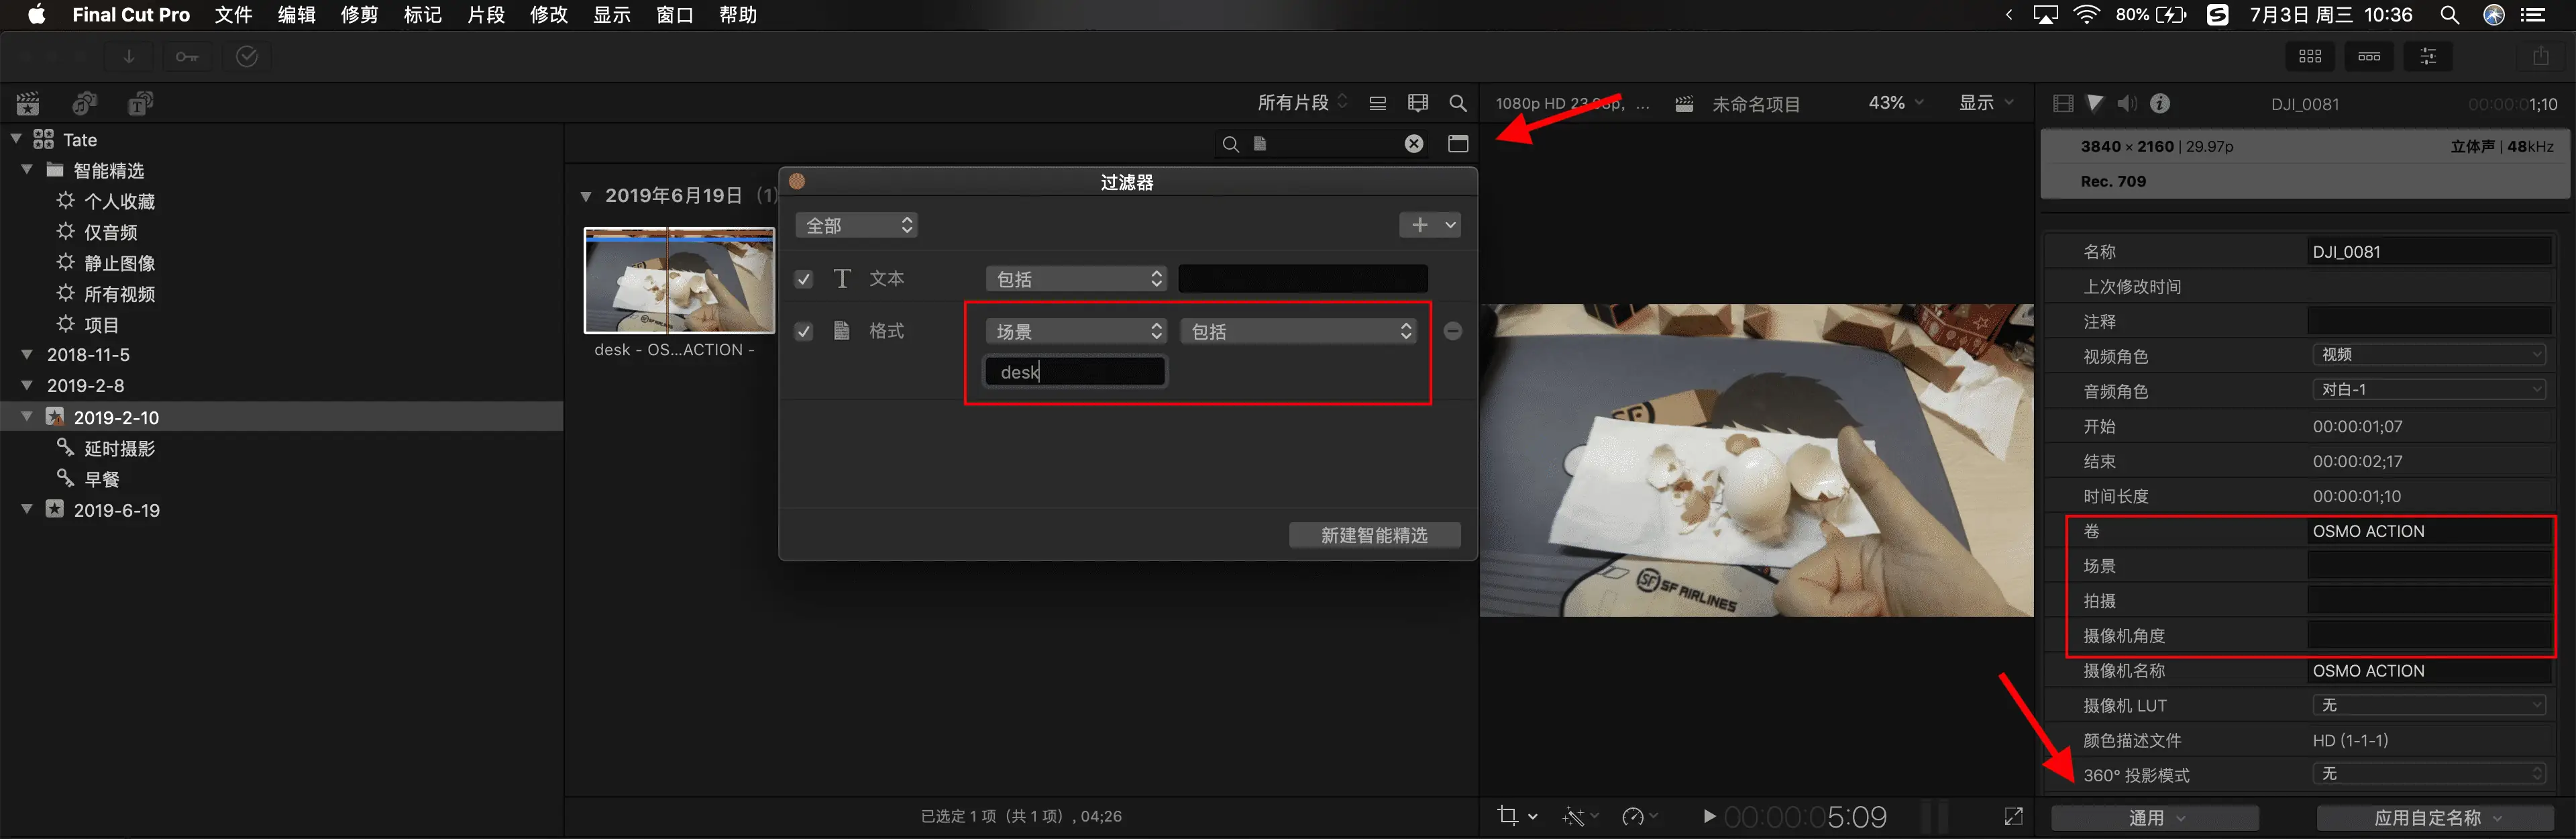 Final Cut Pro 文件 编辑 修剪 标记 片段 修改 显示 窗口 帮助
80% 7月3日 周三 10:36
所有片段
1080p HD 23.98p, ...
未命名项目
43%
显示
DJI_0081
00:00:01;10
Tate
智能精选
个人收藏
仅音频
静止图像
所有视频
项目
2018-11-5
2019-2-8
2019-2-10
延时摄影
早餐
2019-6-19
2019年6月19日 (1)
desk - OS...ACTION -
过滤器
全部
文本 包括
格式 场景 包括
desk
新建智能精选
已选定 1 项（共 1 项）, 04;26
SF
SF AIRLINES
00:00:05:09
3840 × 2160 | 29.97p
立体声 | 48kHz
Rec. 709
名称 DJI_0081
上次修改时间
注释
视频角色 视频
音频角色 对白-1
开始 00:00:01;07
结束 00:00:02;17
时间长度 00:00:01;10
卷 OSMO ACTION
场景
拍摄
摄像机角度
摄像机名称 OSMO ACTION
摄像机 LUT 无
颜色描述文件 HD (1-1-1)
360° 投影模式 无
通用
应用自定名称